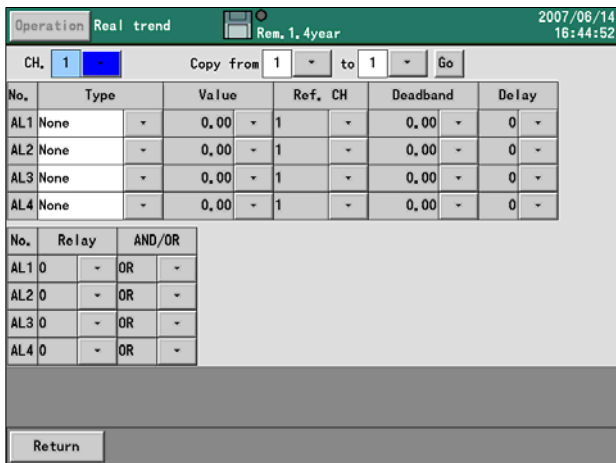 Operation Real trend Rem.1.4year 2007/06/14
16:44:52
CH. 1 Copy from 1 to 1 Go
No. Type Value Ref. CH Deadband Delay
AL1 None 0.00 1 0.00 0
AL2 None 0.00 1 0.00 0
AL3 None 0.00 1 0.00 0
AL4 None 0.00 1 0.00 0
No. Relay AND/OR
AL1 0 OR
AL2 0 OR
AL3 0 OR
AL4 0 OR
Return